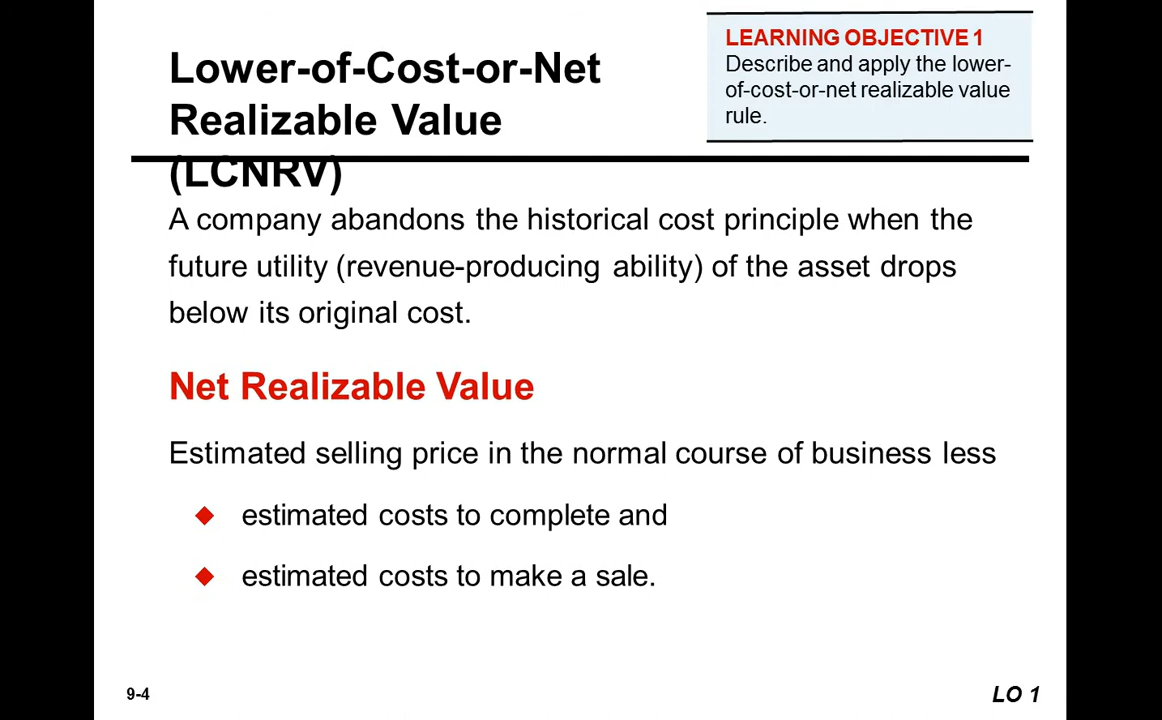 Lower-of-Cost-or-Net
Realizable Value
(LCNRV)
LEARNING OBJECTIVE 1
Describe and apply the lower-
of-cost-or-net realizable value
rule.
A company abandons the historical cost principle when the
future utility (revenue-producing ability) of the asset drops
below its original cost.
Net Realizable Value
Estimated selling price in the normal course of business less
estimated costs to complete and
estimated costs to make a sale.
9-4
LO 1